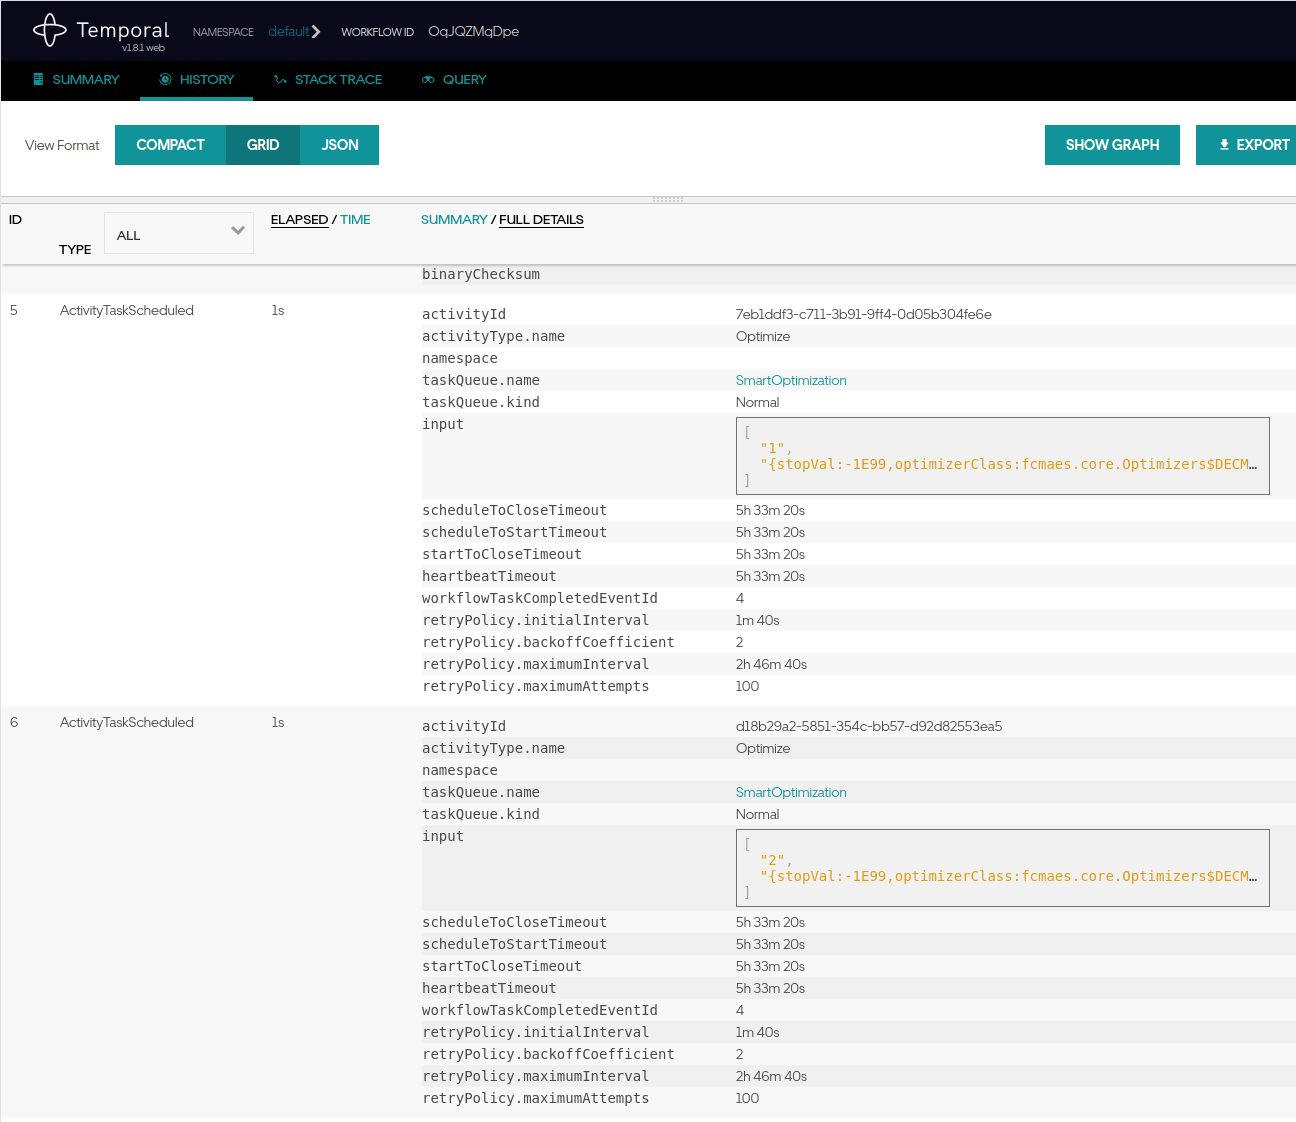 Temporal
v1.8.1 web
NAMESPACE default WORKFLOW ID OqJQZMqDpe
SUMMARY HISTORY STACK TRACE QUERY
View Format COMPACT GRID JSON SHOW GRAPH EXPORT
ID ELAPSED / TIME SUMMARY / FULL DETAILS
TYPE ALL
binaryChecksum
5 ActivityTaskScheduled 1s
activityId 7eb1ddf3-c711-3b91-9ff4-0d05b304fe6e
activityType.name Optimize
namespace
taskQueue.name SmartOptimization
taskQueue.kind Normal
input [
"1",
"{stopVal:-1E99,optimizerClass:fcmaes.core.Optimizers$DECM…
]
scheduleToCloseTimeout 5h 33m 20s
scheduleToStartTimeout 5h 33m 20s
startToCloseTimeout 5h 33m 20s
heartbeatTimeout 5h 33m 20s
workflowTaskCompletedEventId 4
retryPolicy.initialInterval 1m 40s
retryPolicy.backoffCoefficient 2
retryPolicy.maximumInterval 2h 46m 40s
retryPolicy.maximumAttempts 100
6 ActivityTaskScheduled 1s
activityId d18b29a2-5851-354c-bb57-d92d82553ea5
activityType.name Optimize
namespace
taskQueue.name SmartOptimization
taskQueue.kind Normal
input [
"2",
"{stopVal:-1E99,optimizerClass:fcmaes.core.Optimizers$DECM…
]
scheduleToCloseTimeout 5h 33m 20s
scheduleToStartTimeout 5h 33m 20s
startToCloseTimeout 5h 33m 20s
heartbeatTimeout 5h 33m 20s
workflowTaskCompletedEventId 4
retryPolicy.initialInterval 1m 40s
retryPolicy.backoffCoefficient 2
retryPolicy.maximumInterval 2h 46m 40s
retryPolicy.maximumAttempts 100